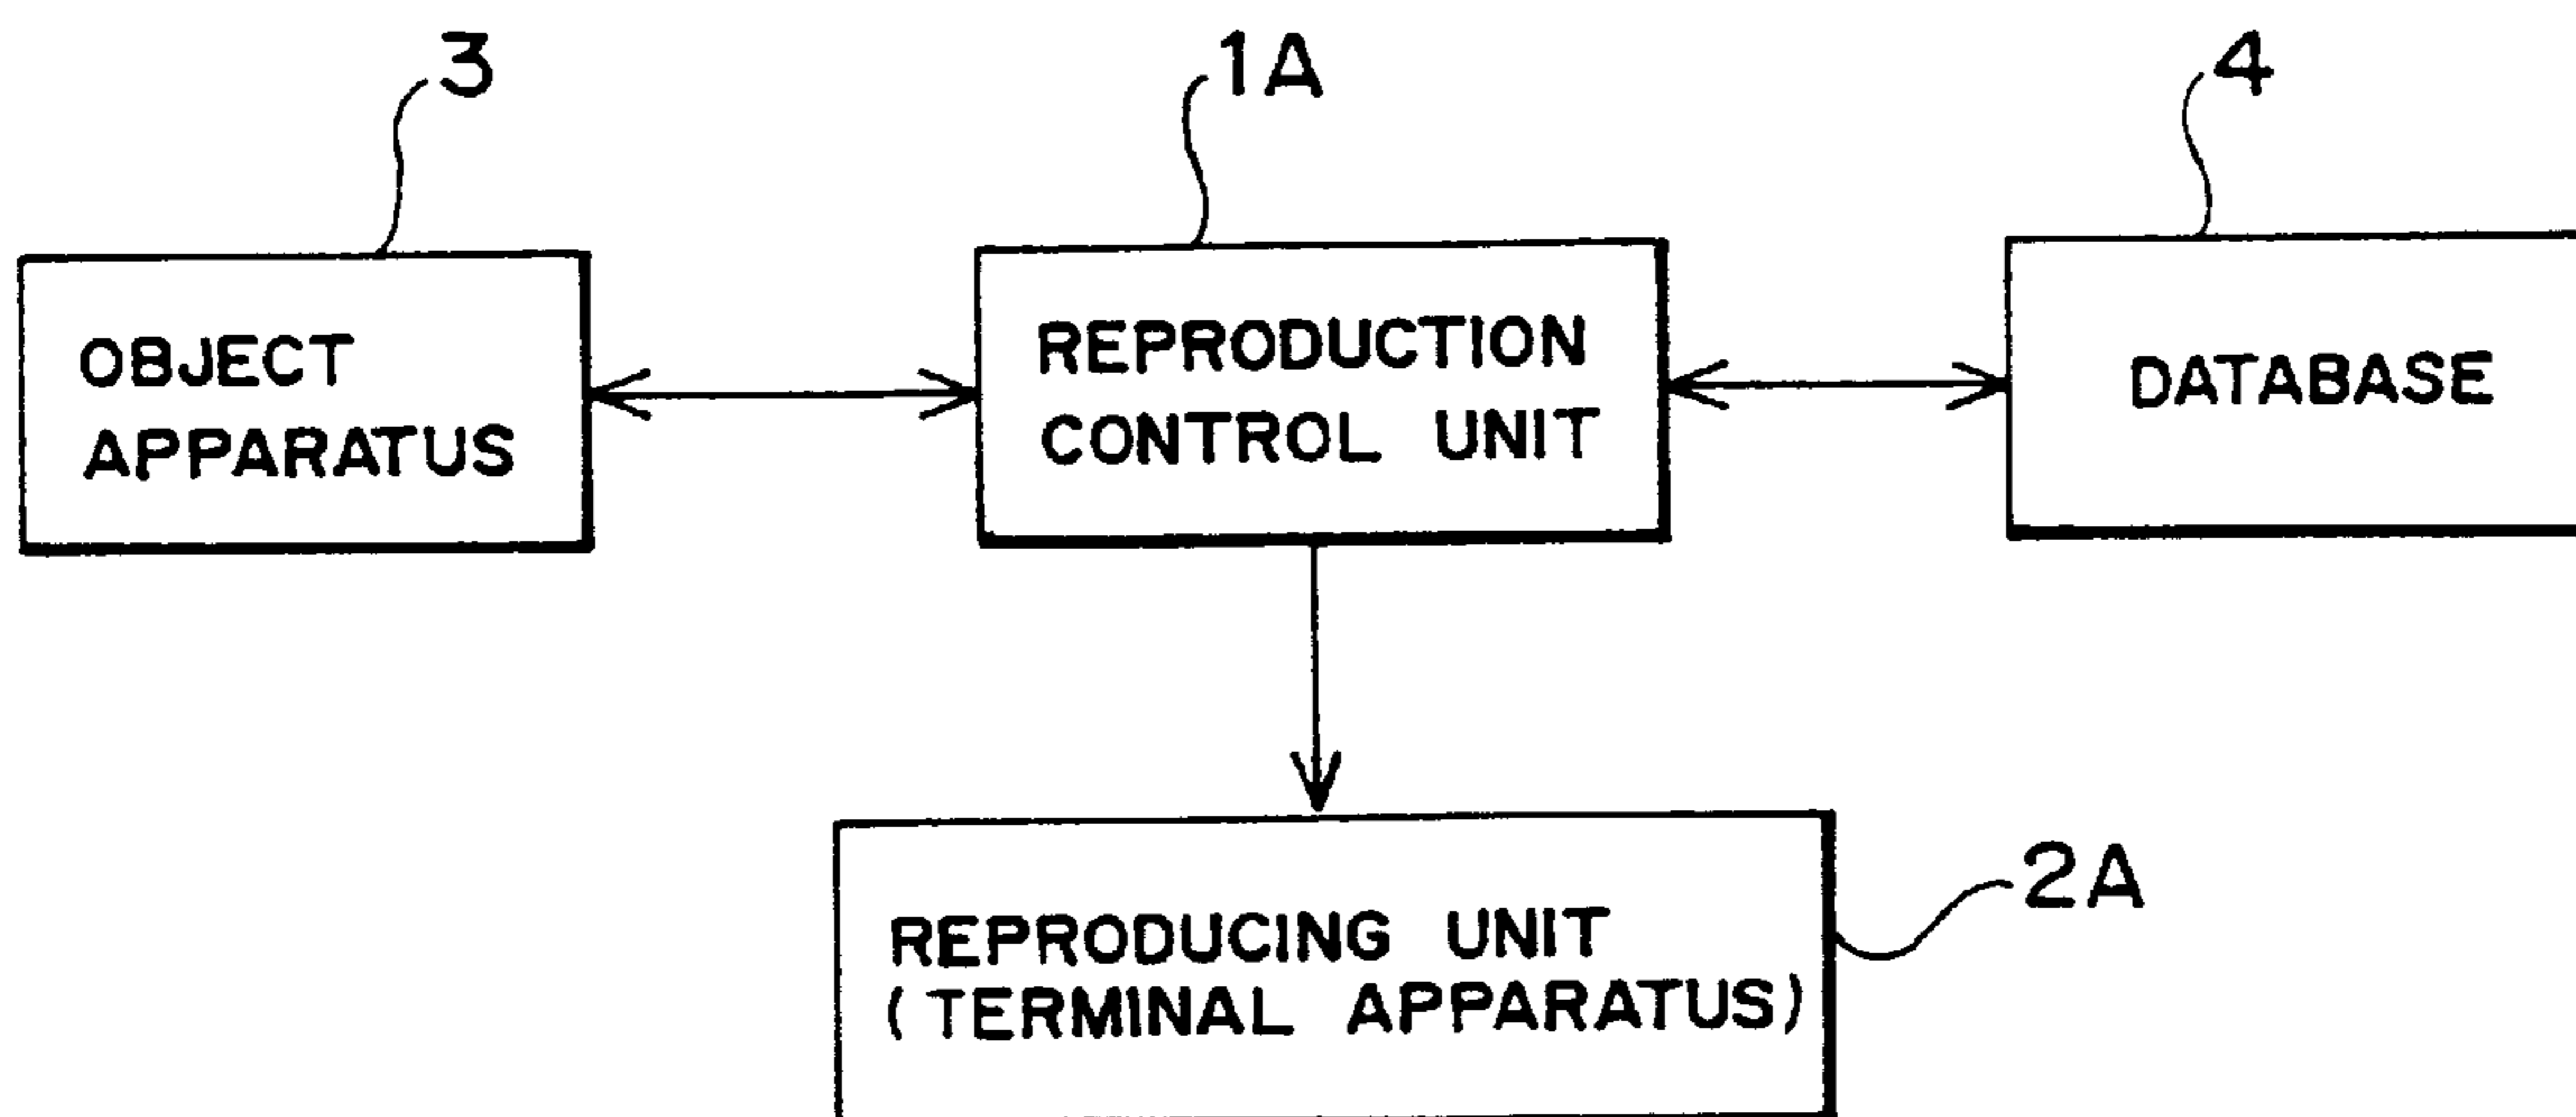 3
1A
4
OBJECT
APPARATUS
REPRODUCTION
CONTROL UNIT
DATABASE
REPRODUCING UNIT
(TERMINAL APPARATUS)
2A